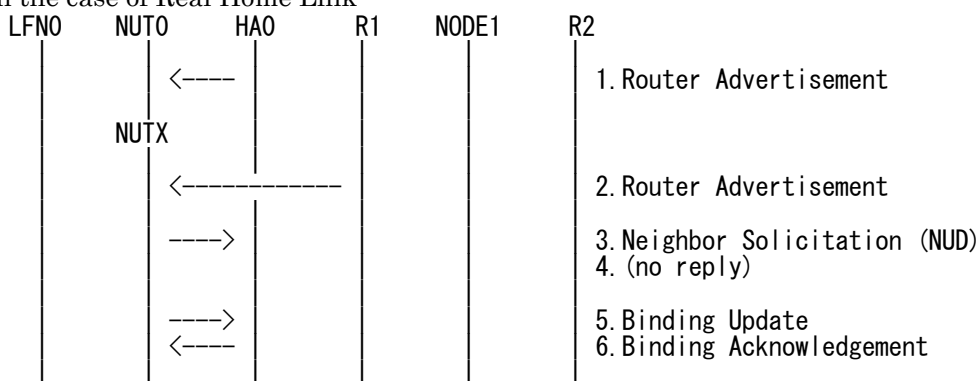 n the case of Real Home Link
LFN0 NUT0 HA0 R1 NODE1 R2
<---- 1.Router Advertisement
NUTX
<------------ 2.Router Advertisement
----> 3.Neighbor Solicitation (NUD)
4.(no reply)
----> 5.Binding Update
<---- 6.Binding Acknowledgement